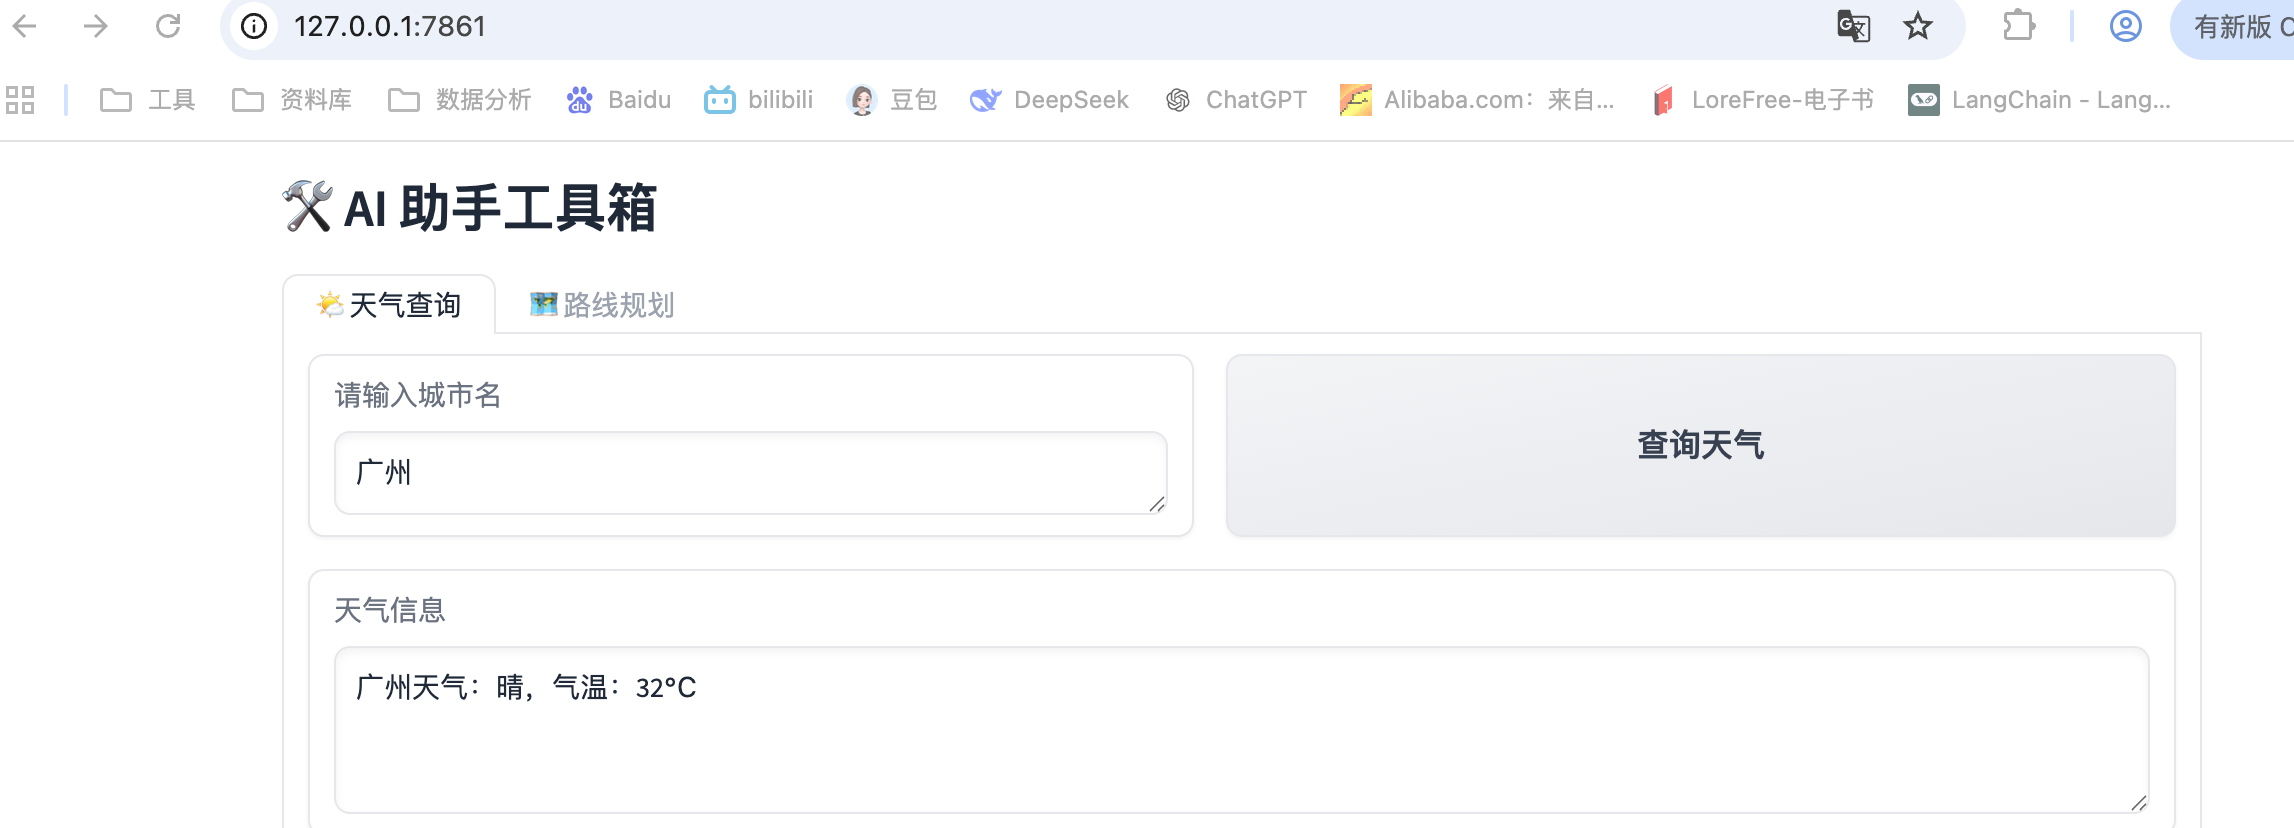 127.0.0.1:7861
有新版 C
工具 资料库 数据分析 Baidu bilibili 豆包 DeepSeek ChatGPT Alibaba.com：来自... LoreFree-电子书 LangChain - Lang...
AI 助手工具箱
天气查询 路线规划
请输入城市名
广州
查询天气
天气信息
广州天气：晴，气温：32°C